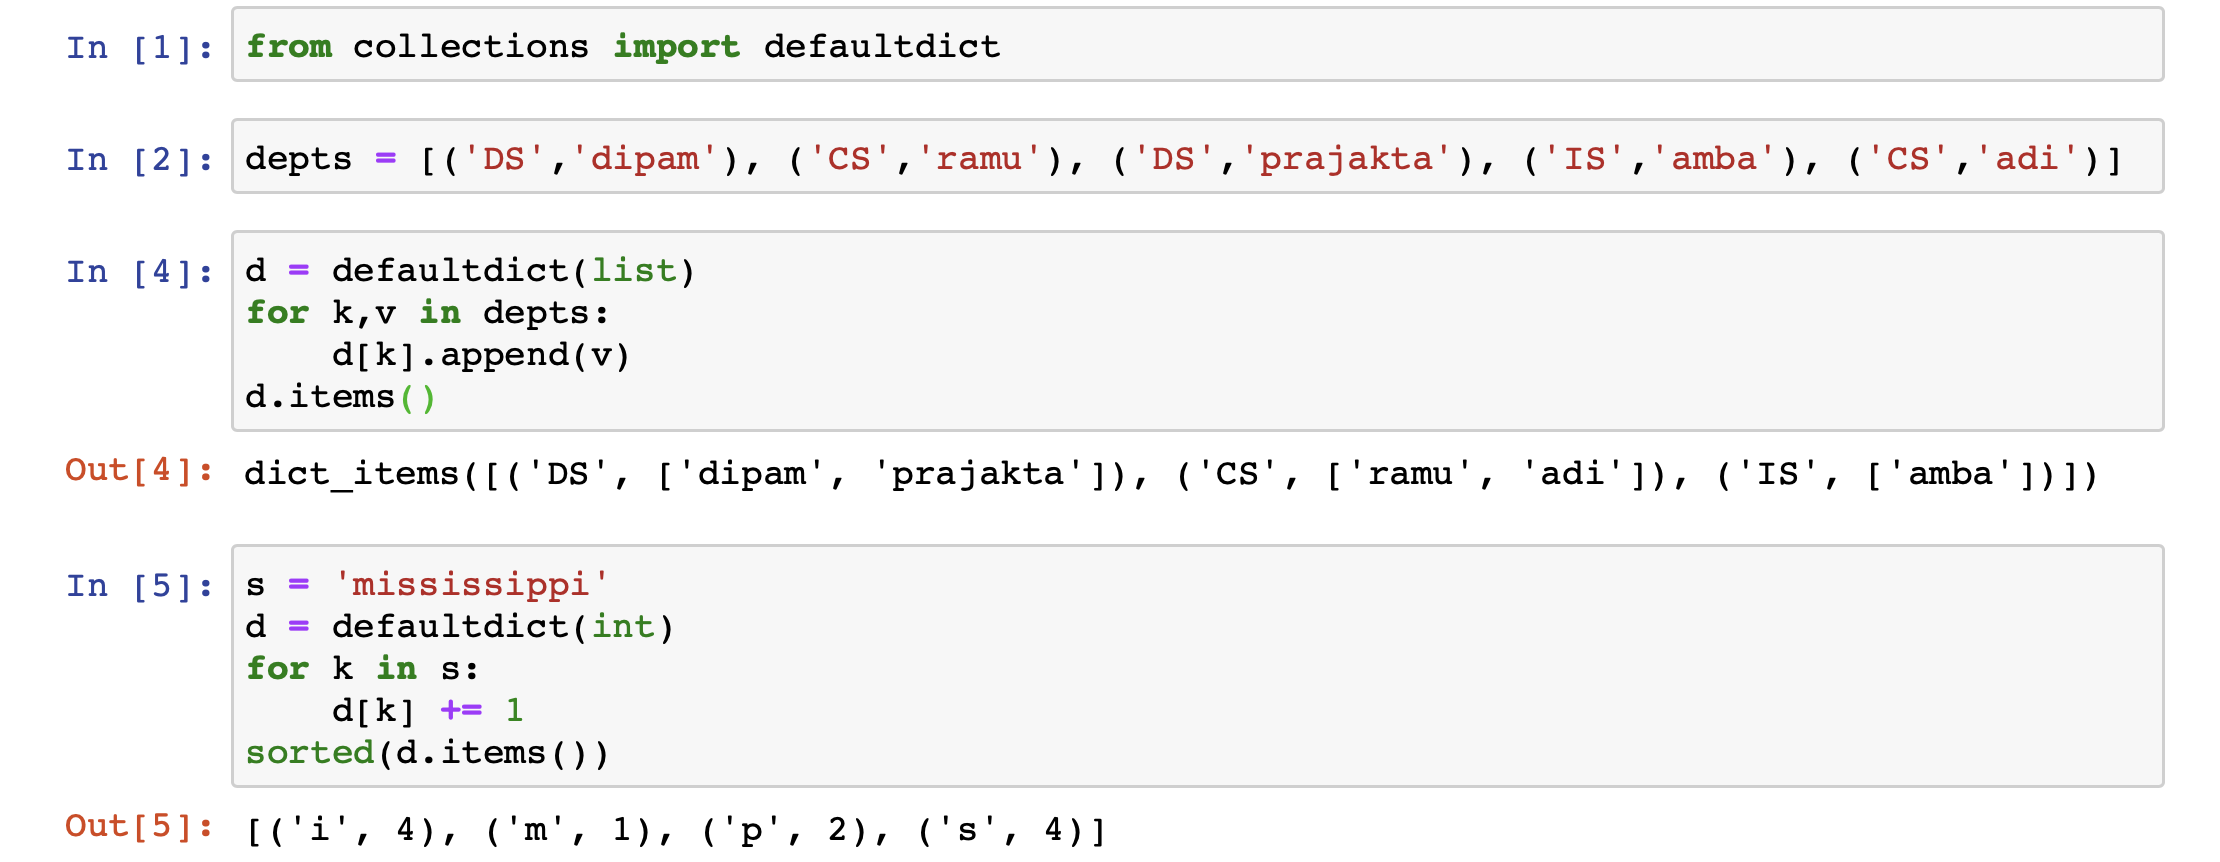 In [1]: from collections import defaultdict
In [2]: depts = [('DS','dipam'), ('CS','ramu'), ('DS','prajakta'), ('IS','amba'), ('CS','adi')]
In [4]: d = defaultdict(list)
for k,v in depts:
    d[k].append(v)
d.items()
Out[4]: dict_items([('DS', ['dipam', 'prajakta']), ('CS', ['ramu', 'adi']), ('IS', ['amba'])])
In [5]: s = 'mississippi'
d = defaultdict(int)
for k in s:
    d[k] += 1
sorted(d.items())
Out[5]: [('i', 4), ('m', 1), ('p', 2), ('s', 4)]